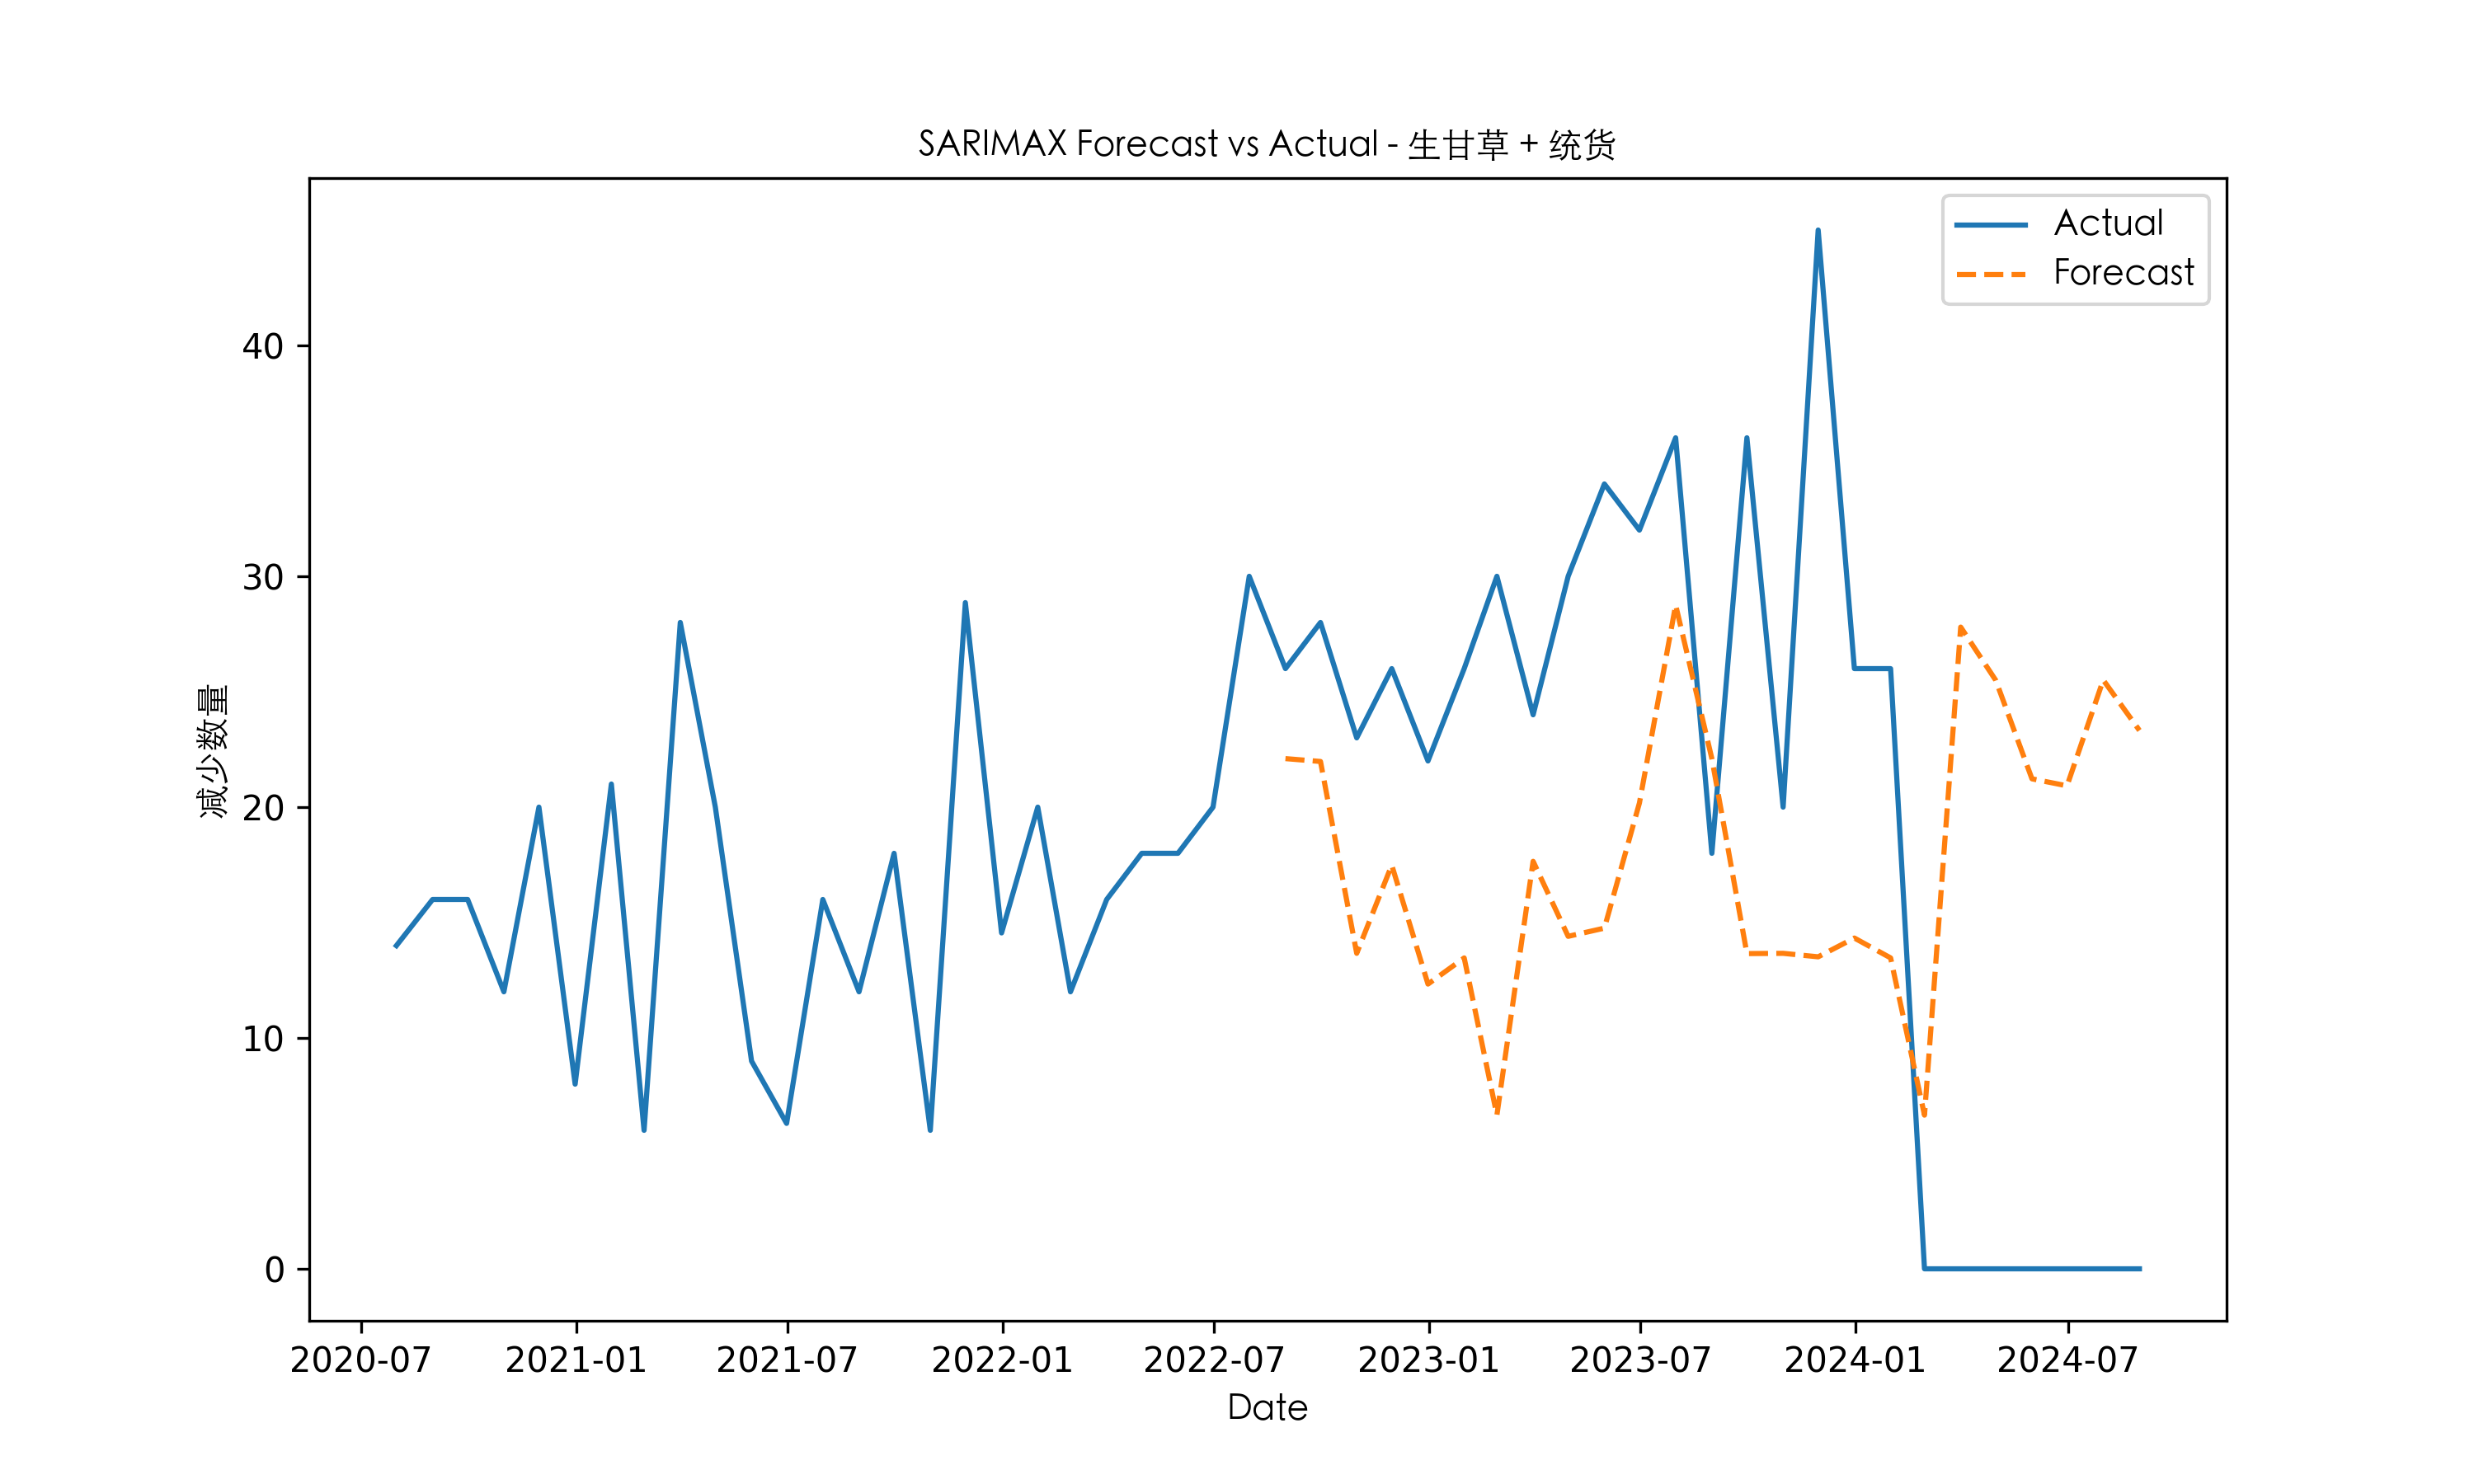 SARIMAX Forecast vs Actual - 生甘草 + 统货
Actual
Forecast
减少数量
40
30
20
10
0
2020-07 2021-01 2021-07 2022-01 2022-07 2023-01 2023-07 2024-01 2024-07
Date